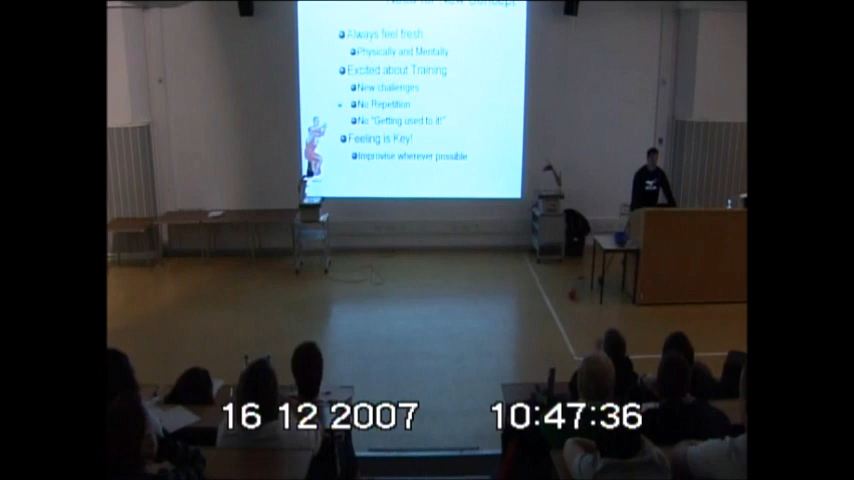 Always feel fresh
Physically and Mentally
Excited about Training
New challenges
No Repetition
No "Getting used to it!"
Feeling is Key!
Improvise wherever possible
16 12 2007 10:47:36